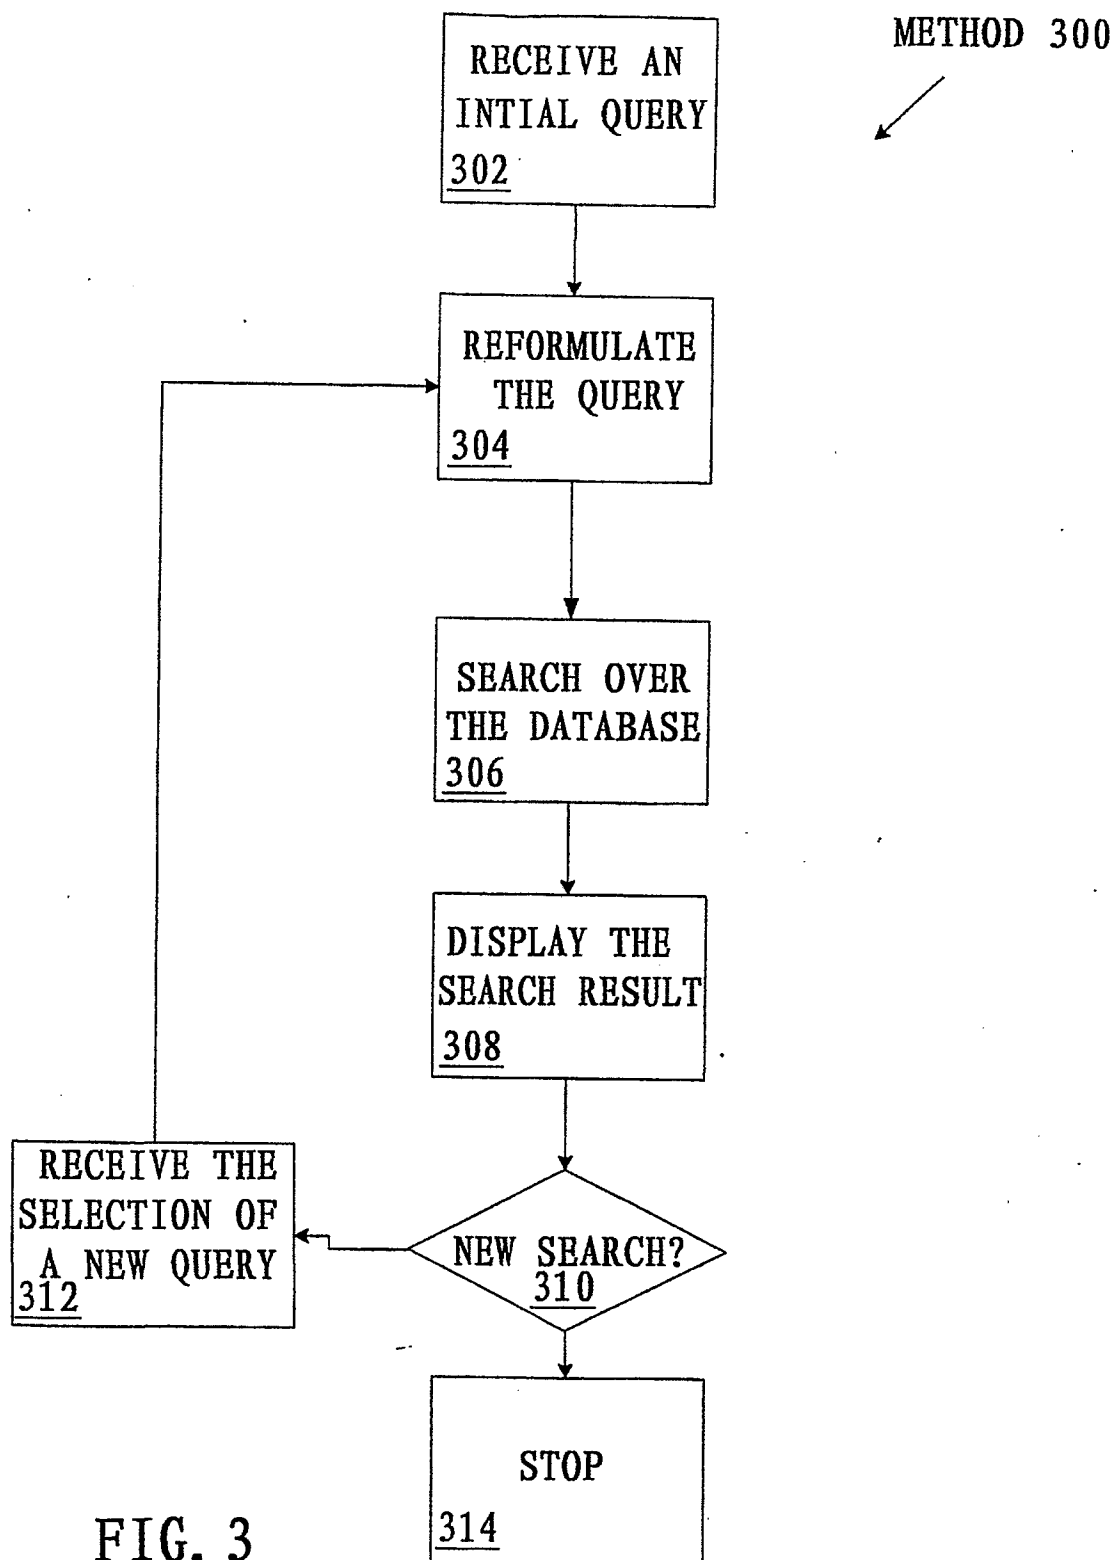 METHOD 300
RECEIVE AN
INTIAL QUERY
302
REFORMULATE
THE QUERY
304
SEARCH OVER
THE DATABASE
306
DISPLAY THE
SEARCH RESULT
308
RECEIVE THE
SELECTION OF
A NEW QUERY
312
NEW SEARCH?
310
STOP
314
FIG. 3